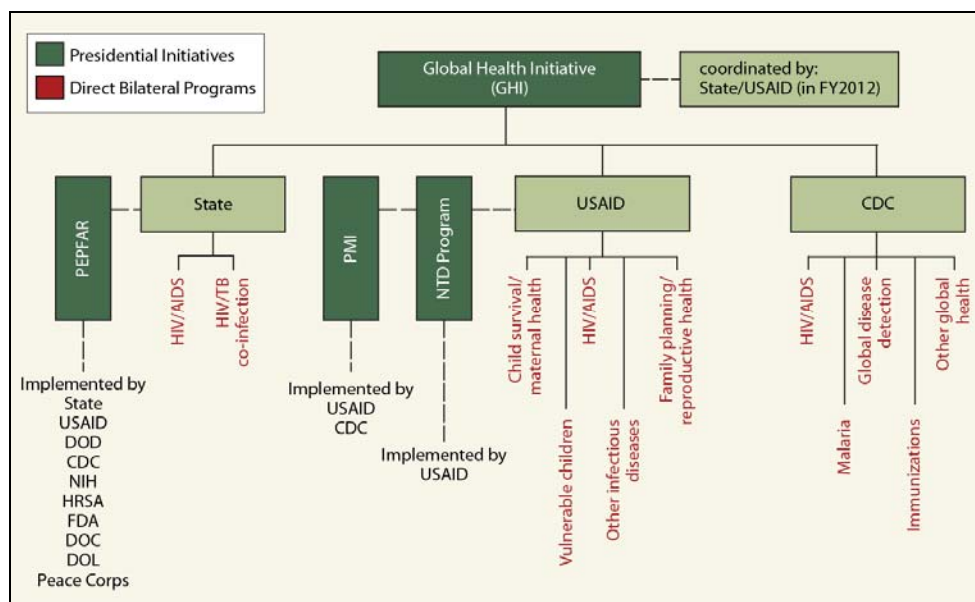 Presidential Initiatives
Direct Bilateral Programs
Global Health Initiative
(GHI)
coordinated by:
State/USAID (in FY2012)
PEPFAR
State
PMI
NTD Program
USAID
CDC
HIV/AIDS
HIV/TB
co-infection
Child survival/
maternal health
Vulnerable children
HIV/AIDS
Other infectious
diseases
Family planning/
reproductive health
HIV/AIDS
Malaria
Global disease
detection
Immunizations
Other global
health
Implemented by
State
USAID
DOD
CDC
NIH
HRSA
FDA
DOC
DOL
Peace Corps
Implemented by
USAID
CDC
Implemented by
USAID